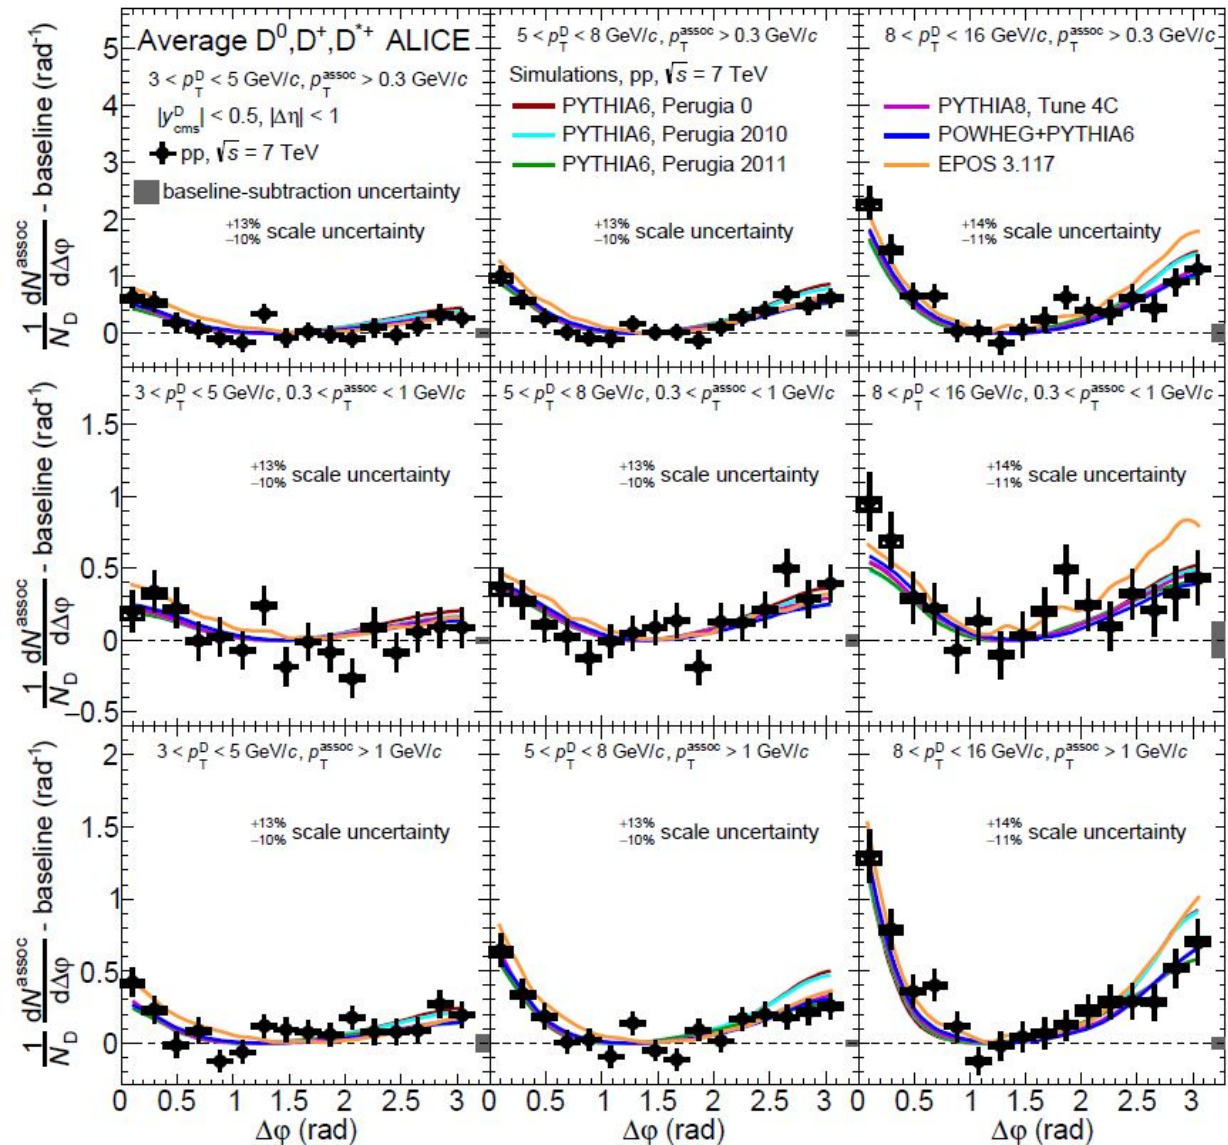 Average D⁰,D⁺,D*⁺ ALICE
3 < p_T^D < 5 GeV/c, p_T^assoc > 0.3 GeV/c
|y_cms^D| < 0.5, |Δη| < 1
pp, √s = 7 TeV
baseline-subtraction uncertainty
+13% −10% scale uncertainty
5 < p_T^D < 8 GeV/c, p_T^assoc > 0.3 GeV/c
Simulations, pp, √s = 7 TeV
PYTHIA6, Perugia 0
PYTHIA6, Perugia 2010
PYTHIA6, Perugia 2011
+13% −10% scale uncertainty
8 < p_T^D < 16 GeV/c, p_T^assoc > 0.3 GeV/c
PYTHIA8, Tune 4C
POWHEG+PYTHIA6
EPOS 3.117
+14% −11% scale uncertainty
1/N_D dN^assoc/dΔφ - baseline (rad⁻¹)
5
4
3
2
1
0
3 < p_T^D < 5 GeV/c, 0.3 < p_T^assoc < 1 GeV/c
+13% −10% scale uncertainty
5 < p_T^D < 8 GeV/c, 0.3 < p_T^assoc < 1 GeV/c
+13% −10% scale uncertainty
8 < p_T^D < 16 GeV/c, 0.3 < p_T^assoc < 1 GeV/c
+14% −11% scale uncertainty
1/N_D dN^assoc/dΔφ - baseline (rad⁻¹)
1.5
1
0.5
0
−0.5
3 < p_T^D < 5 GeV/c, p_T^assoc > 1 GeV/c
+13% −10% scale uncertainty
5 < p_T^D < 8 GeV/c, p_T^assoc > 1 GeV/c
+13% −10% scale uncertainty
8 < p_T^D < 16 GeV/c, p_T^assoc > 1 GeV/c
+14% −11% scale uncertainty
1/N_D dN^assoc/dΔφ - baseline (rad⁻¹)
2
1.5
1
0.5
0
0 0.5 1 1.5 2 2.5 3
0 0.5 1 1.5 2 2.5 3
0 0.5 1 1.5 2 2.5 3
Δφ (rad)
Δφ (rad)
Δφ (rad)